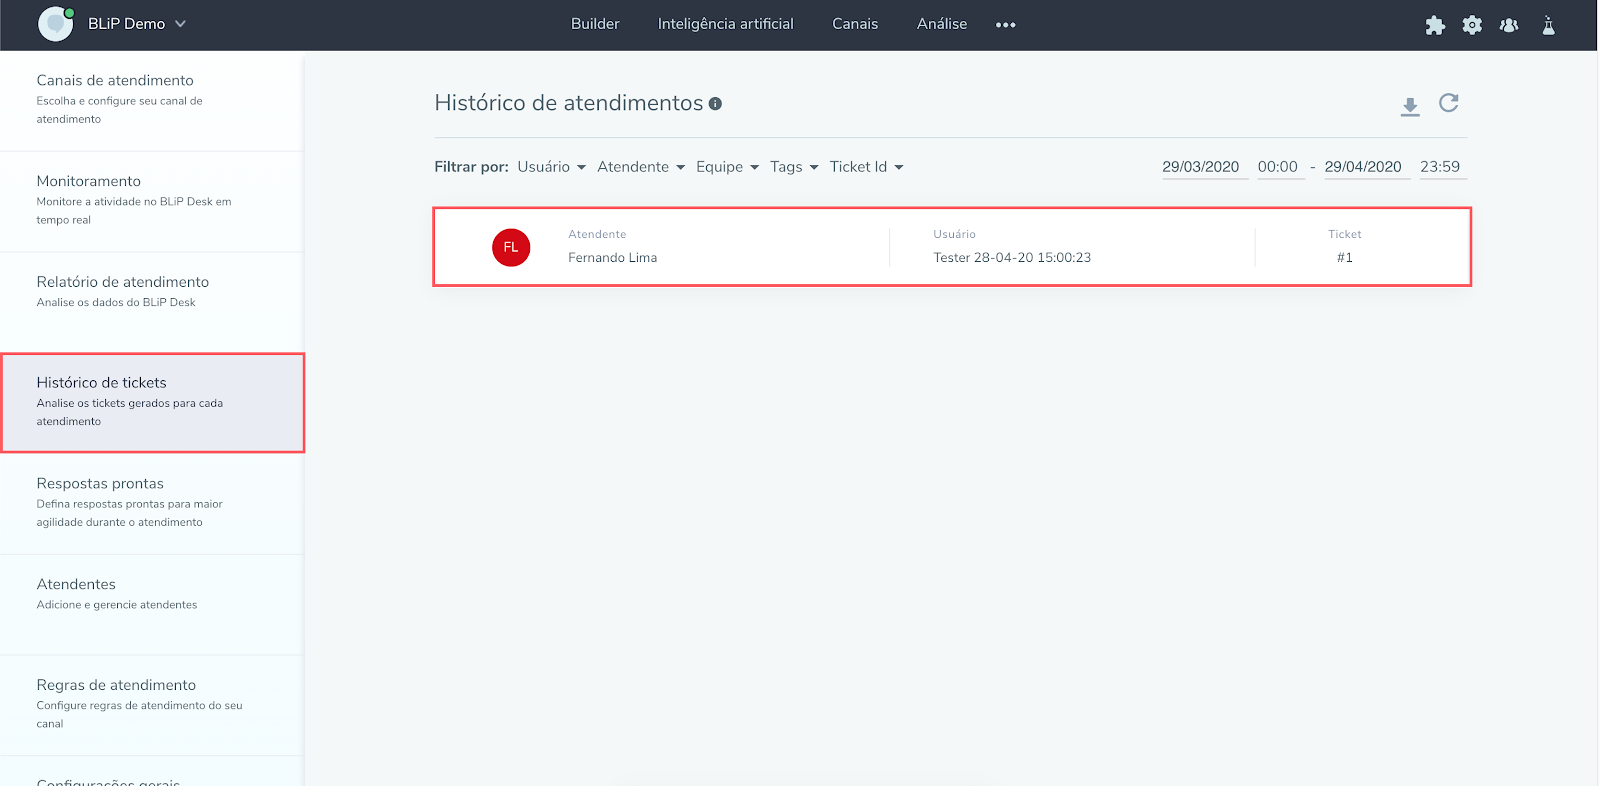 BLiP Demo
Builder
Inteligência artificial
Canais
Análise
Canais de atendimento
Escolha e configure seu canal de
atendimento
Monitoramento
Monitore a atividade no BLiP Desk em
tempo real
Relatório de atendimento
Analise os dados do BLiP Desk
Histórico de tickets
Analise os tickets gerados para cada
atendimento
Respostas prontas
Defina respostas prontas para maior
agilidade durante o atendimento
Atendentes
Adicione e gerencie atendentes
Regras de atendimento
Configure regras de atendimento do seu
canal
Configurações gerais
Histórico de atendimentos
Filtrar por: Usuário Atendente Equipe Tags Ticket Id
29/03/2020 00:00 - 29/04/2020 23:59
FL
Atendente
Fernando Lima
Usuário
Tester 28-04-20 15:00:23
Ticket
#1